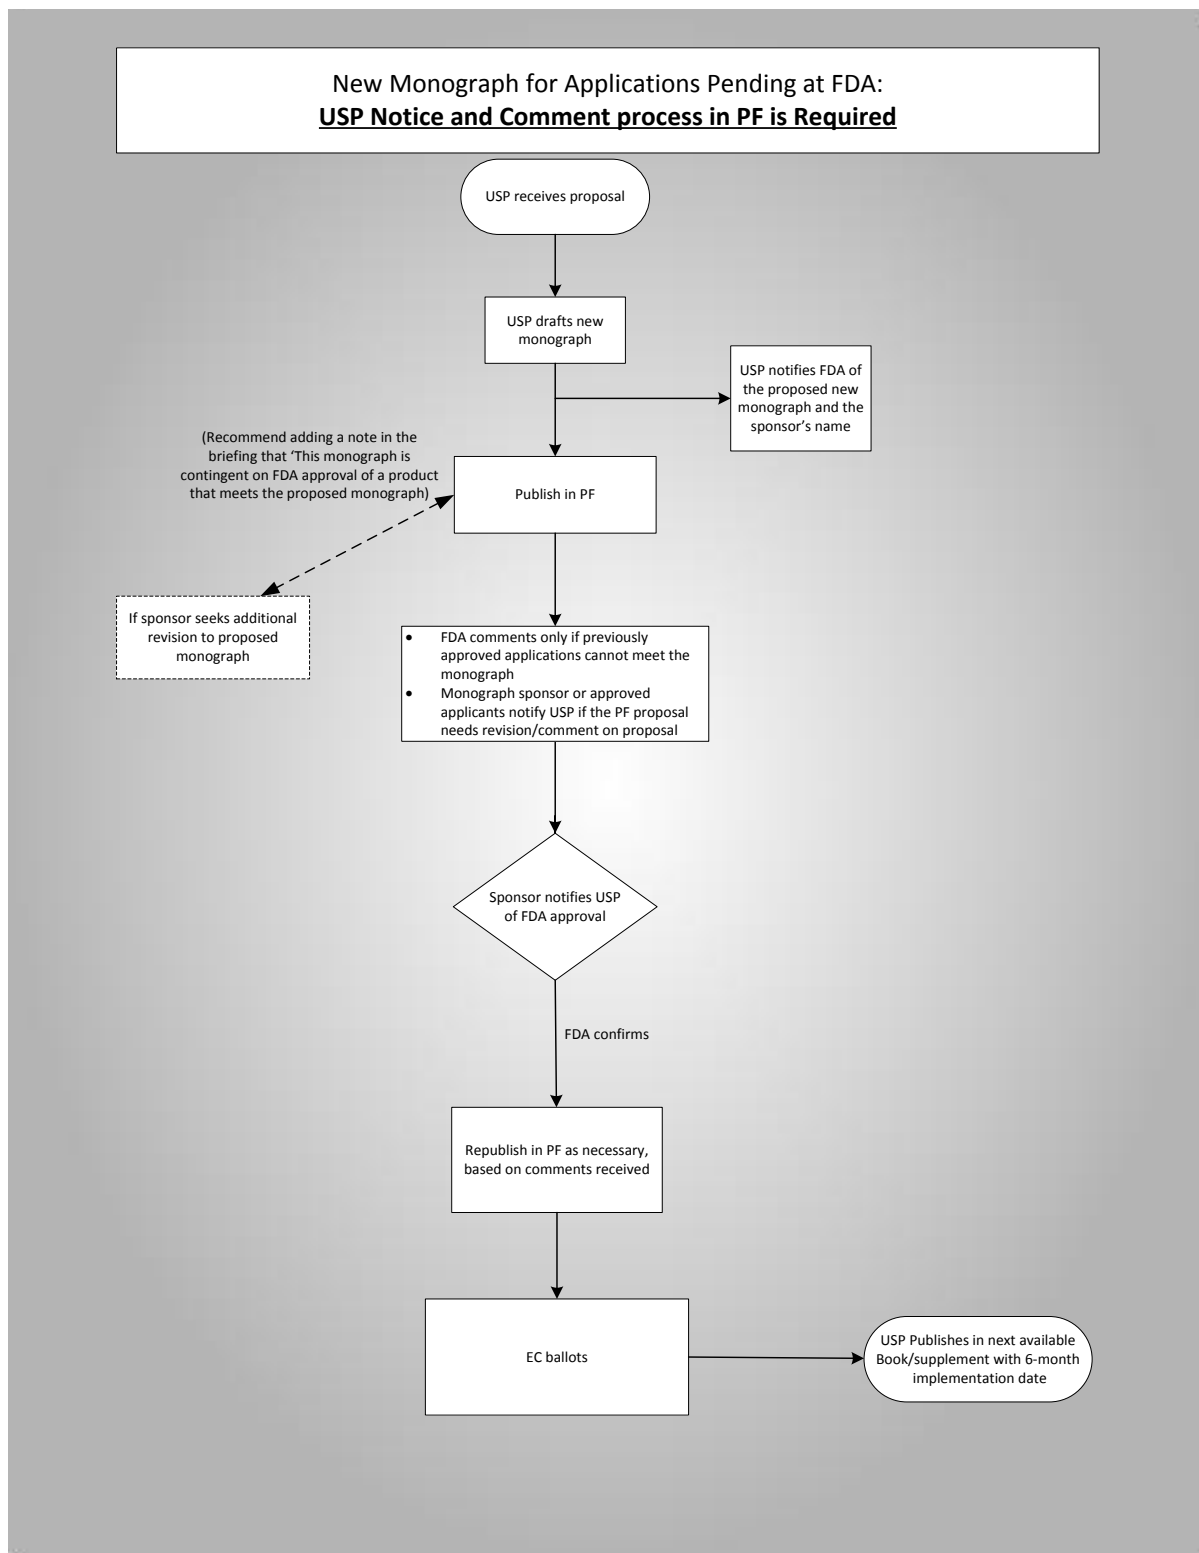 New Monograph for Applications Pending at FDA:
USP Notice and Comment process in PF is Required
USP receives proposal
USP drafts new
monograph
USP notifies FDA of
the proposed new
monograph and the
sponsor's name
(Recommend adding a note in the
briefing that ‘This monograph is
contingent on FDA approval of a product
that meets the proposed monograph)
Publish in PF
If sponsor seeks additional
revision to proposed
monograph
• FDA comments only if previously
approved applications cannot meet the
monograph
• Monograph sponsor or approved
applicants notify USP if the PF proposal
needs revision/comment on proposal
Sponsor notifies USP
of FDA approval
FDA confirms
Republish in PF as necessary,
based on comments received
EC ballots
USP Publishes in next available
Book/supplement with 6-month
implementation date